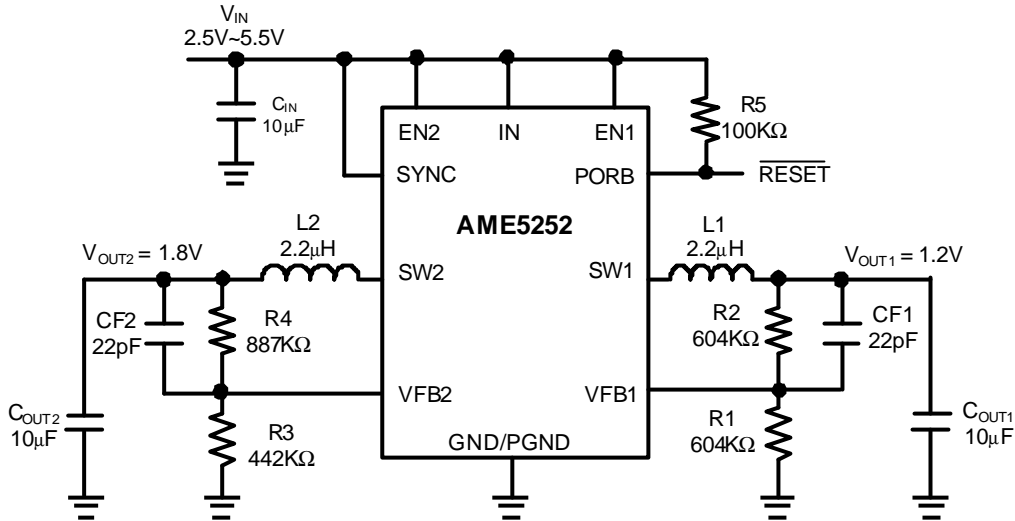 VIN
2.5V~5.5V
CIN
10µF
EN2
IN
EN1
R5
100KΩ
SYNC
PORB
RESET
AME5252
L2
2.2µH
L1
2.2µH
VOUT2 = 1.8V
VOUT1 = 1.2V
SW2
SW1
CF2
22pF
R4
887KΩ
R2
604KΩ
CF1
22pF
VFB2
VFB1
COUT2
10µF
R3
442KΩ
GND/PGND
R1
604KΩ
COUT1
10µF